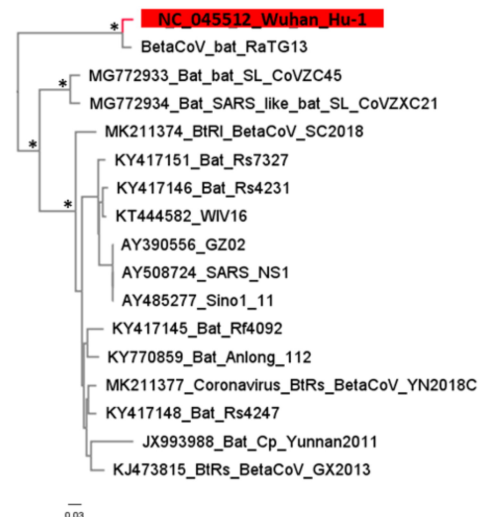 * NC_045512_Wuhan_Hu-1
BetaCoV_bat_RaTG13
* MG772933_Bat_bat_SL_CoVZC45
MG772934_Bat_SARS_like_bat_SL_CoVZXC21
MK211374_BtRl_BetaCoV_SC2018
* KY417151_Bat_Rs7327
KY417146_Bat_Rs4231
* KT444582_WIV16
AY390556_GZ02
AY508724_SARS_NS1
AY485277_Sino1_11
KY417145_Bat_Rf4092
KY770859_Bat_Anlong_112
MK211377_Coronavirus_BtRs_BetaCoV_YN2018C
KY417148_Bat_Rs4247
JX993988_Bat_Cp_Yunnan2011
KJ473815_BtRs_BetaCoV_GX2013
0.03